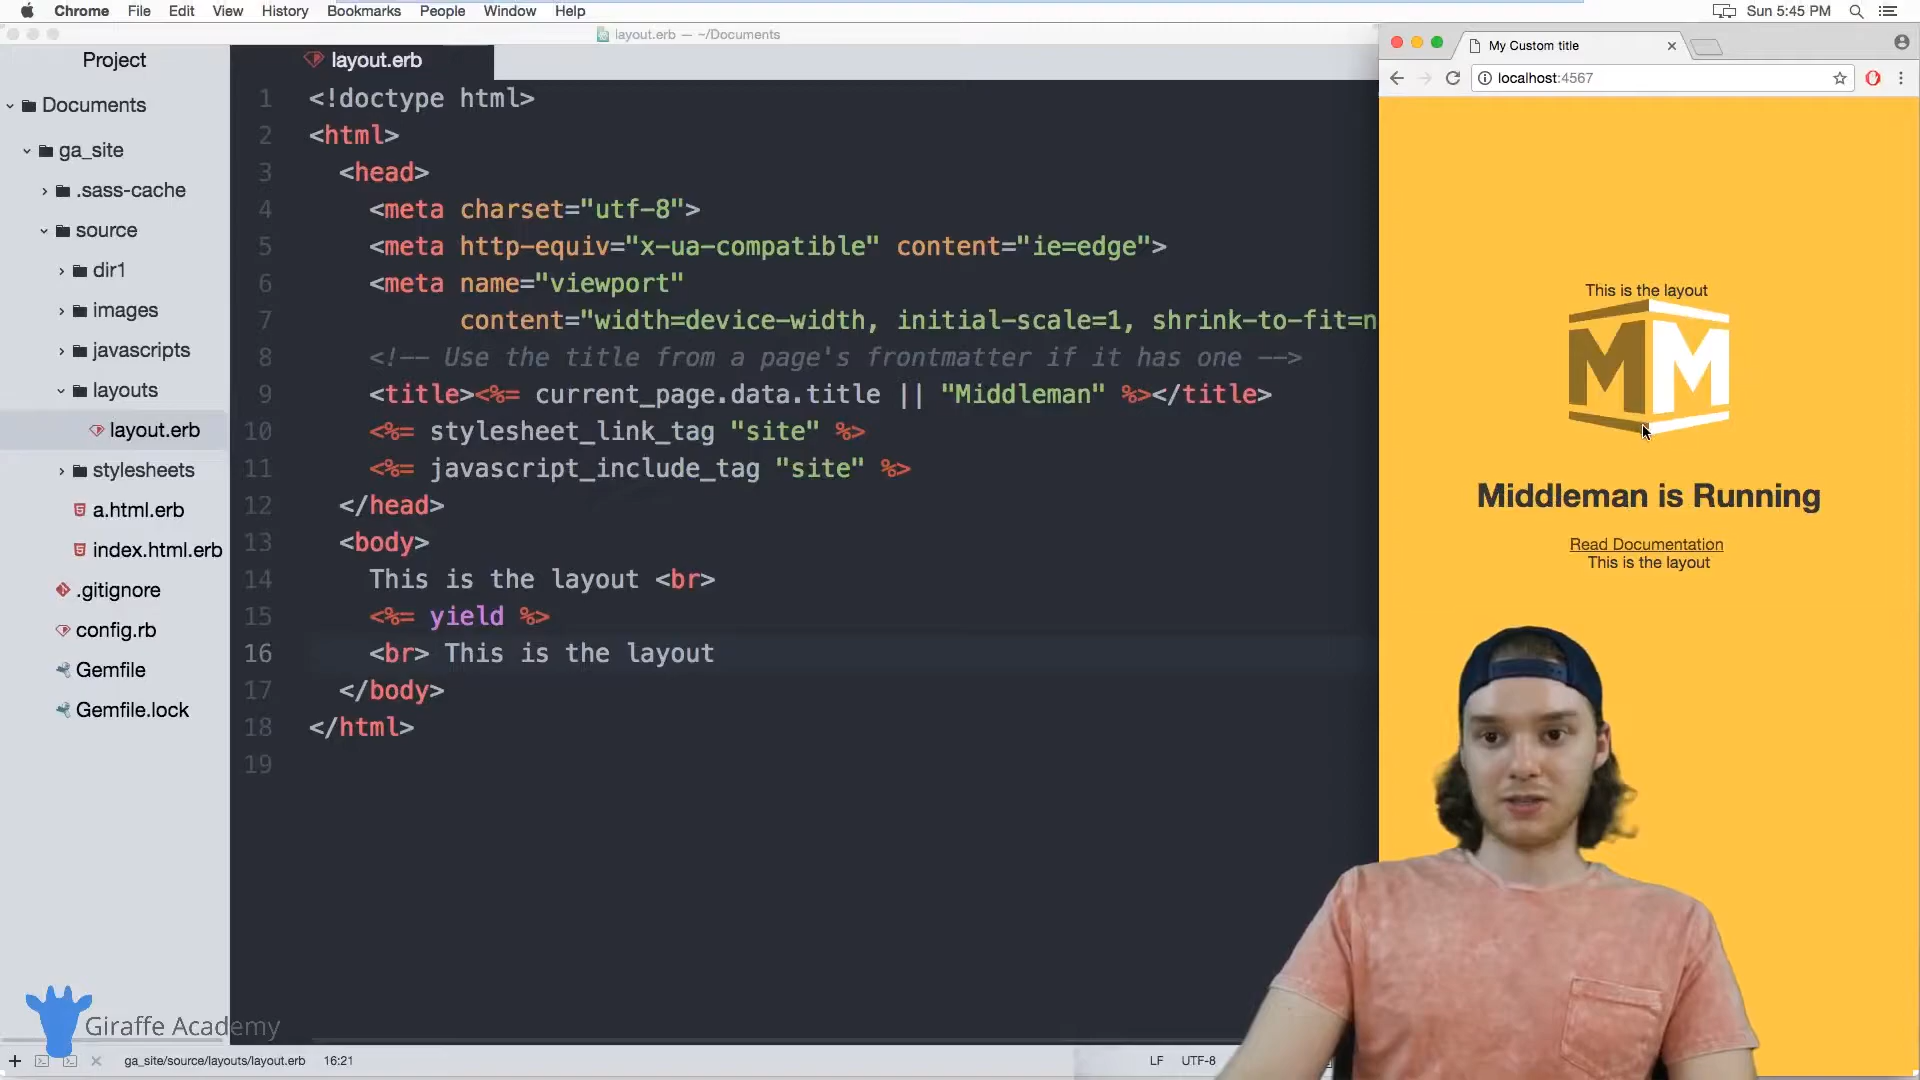 Chrome File Edit View History Bookmarks People Window Help Sun 5:45 PM
layout.erb — ~/Documents
Project
Documents
ga_site
.sass-cache
source
dir1
images
javascripts
layouts
layout.erb
stylesheets
a.html.erb
index.html.erb
.gitignore
config.rb
Gemfile
Gemfile.lock
layout.erb
1 <!doctype html>
2 <html>
3 <head>
4 <meta charset="utf-8">
5 <meta http-equiv="x-ua-compatible" content="ie=edge">
6 <meta name="viewport"
7 content="width=device-width, initial-scale=1, shrink-to-fit=n
8 <!-- Use the title from a page's frontmatter if it has one -->
9 <title><%= current_page.data.title || "Middleman" %></title>
10 <%= stylesheet_link_tag "site" %>
11 <%= javascript_include_tag "site" %>
12 </head>
13 <body>
14 This is the layout <br>
15 <%= yield %>
16 <br> This is the layout
17 </body>
18 </html>
19
My Custom title
localhost:4567
This is the layout
MM
Middleman is Running
Read Documentation
This is the layout
Giraffe Academy
ga_site/source/layouts/layout.erb 16:21 LF UTF-8